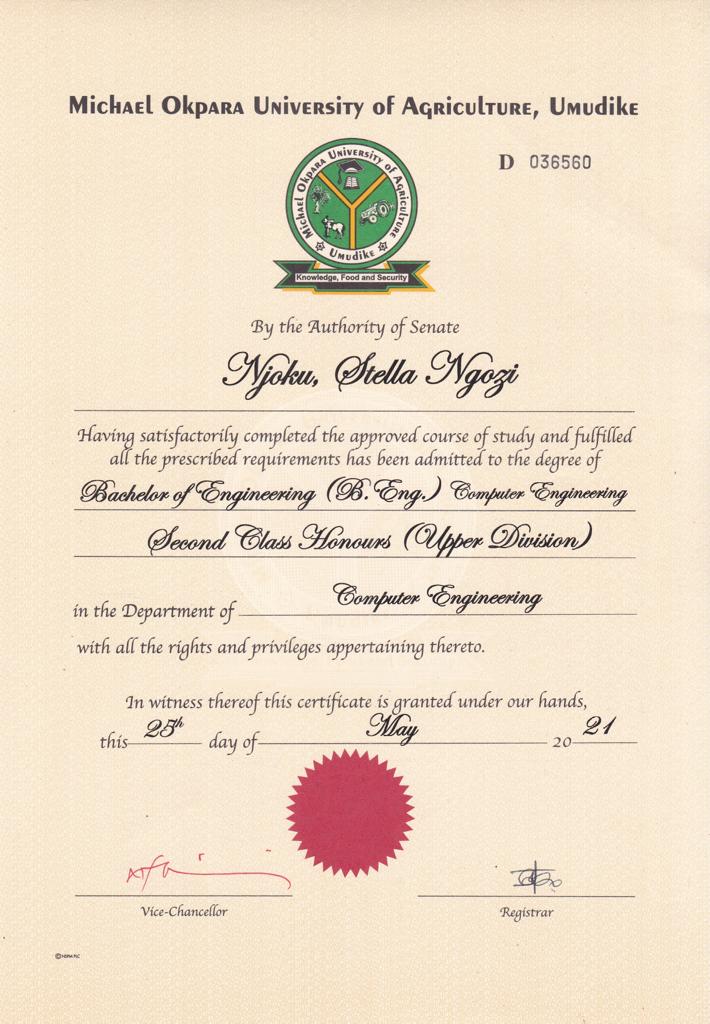 Michael Okpara University of Agriculture, Umudike
D 036560
Michael Okpara University of Agriculture
Umudike
Knowledge, Food and Security
By the Authority of Senate
Njoku, Stella Ngozi
Having satisfactorily completed the approved course of study and fulfilled
all the prescribed requirements has been admitted to the degree of
Bachelor of Engineering (B.Eng.) Computer Engineering
Second Class Honours (Upper Division)
in the Department of Computer Engineering
with all the rights and privileges appertaining thereto.
In witness thereof this certificate is granted under our hands,
this 25th day of May 20 21
Vice-Chancellor Registrar